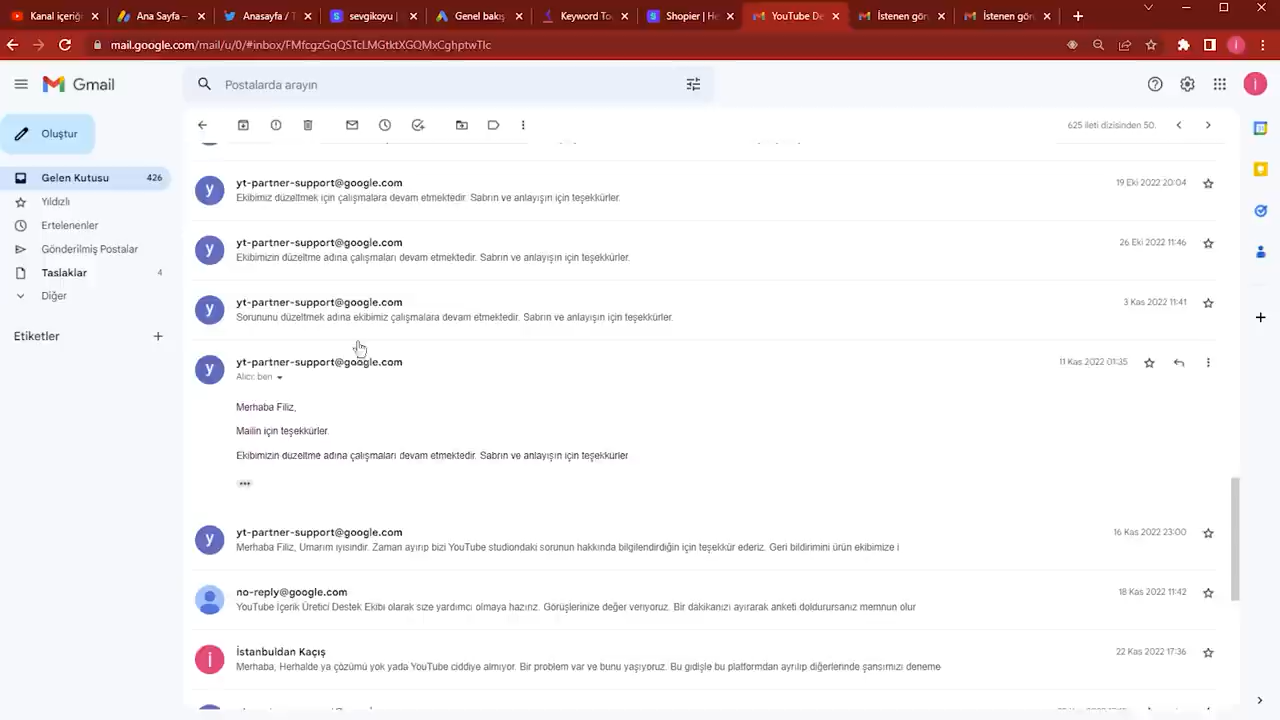 YouTube içeriğ
Ana Sayfa –
Anasayfa / T
sevgikoyu |
Genel bakış
Keyword To
Shopier | He
YouTube De
İstenen gör
İstenen gör
mail.google.com/mail/u/0/#inbox/FMfcgzGqQSTcLMGtktXGQMxCghptwTlc
i
Gmail
Postalarda arayın
i
Oluştur
625 ileti dizisinden 50.
Gelen Kutusu 426
Yıldızlı
Ertelenenler
Gönderilmiş Postalar
Taslaklar 4
Diğer
Etiketler
y
yt-partner-support@google.com 19 Eki 2022 20:04
Ekibimiz düzeltmek için çalışmalara devam etmektedir. Sabrın ve anlayışın için teşekkürler.
y
yt-partner-support@google.com 26 Eki 2022 11:46
Ekibimizin düzeltme adına çalışmaları devam etmektedir. Sabrın ve anlayışın için teşekkürler.
y
yt-partner-support@google.com 3 Kas 2022 11:41
Sorununu düzeltmek adına ekibimiz çalışmalara devam etmektedir. Sabrın ve anlayışın için teşekkürler.
y
yt-partner-support@google.com 11 Kas 2022 01:35
Alıcı: ben
Merhaba Filiz,
Mailin için teşekkürler.
Ekibimizin düzeltme adına çalışmaları devam etmektedir. Sabrın ve anlayışın için teşekkürler
y
yt-partner-support@google.com 16 Kas 2022 23:00
Merhaba Filiz, Umarım iyisindir. Zaman ayırıp bizi YouTube studiondaki sorunun hakkında bilgilendirdiğin için teşekkür ederiz. Geri bildirimini ürün ekibimize i
no-reply@google.com 18 Kas 2022 11:42
YouTube İçerik Üretici Destek Ekibi olarak size yardımcı olmaya hazırız. Görüşlerinize değer veriyoruz. Bir dakikanızı ayırarak anketi doldurursanız memnun olur
i
İstanbuldan Kaçış 22 Kas 2022 17:36
Merhaba, Herhalde ya çözümü yok yada YouTube ciddiye almıyor. Bir problem var ve bunu yaşıyoruz. Bu gidişle bu platformdan ayrılıp diğerlerinde şansımızı deneme